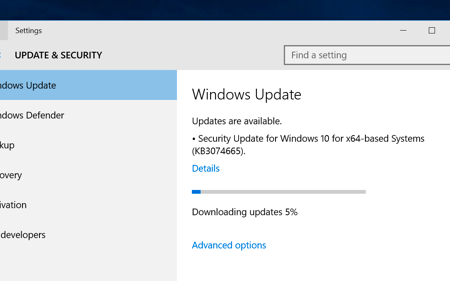 Settings
UPDATE & SECURITY
Find a setting
ndows Update
ndows Defender
kup
overy
ivation
developers
Windows Update
Updates are available.
• Security Update for Windows 10 for x64-based Systems
(KB3074665).
Details
Downloading updates 5%
Advanced options